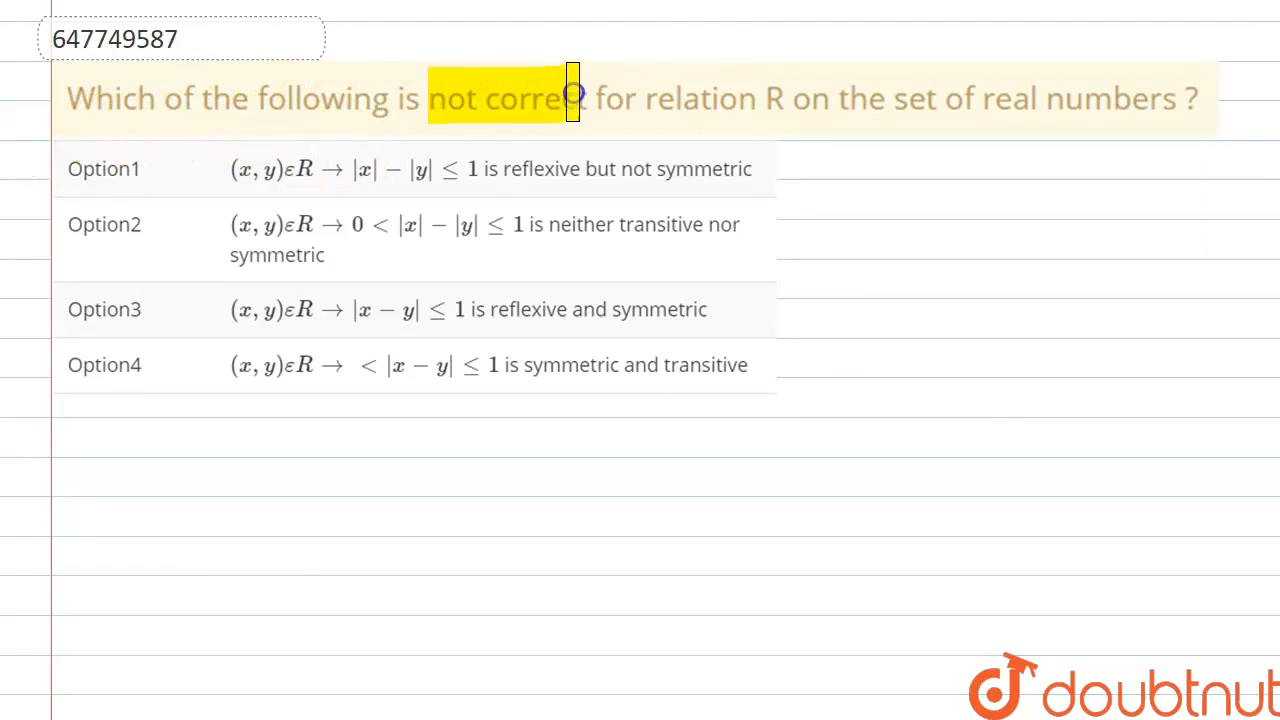 647749587
Which of the following is not correct for relation R on the set of real numbers ?
Option1 (x, y)εR → |x| − |y| ≤ 1 is reflexive but not symmetric
Option2 (x, y)εR → 0 < |x| − |y| ≤ 1 is neither transitive nor
symmetric
Option3 (x, y)εR → |x − y| ≤ 1 is reflexive and symmetric
Option4 (x, y)εR → < |x − y| ≤ 1 is symmetric and transitive
doubtnut